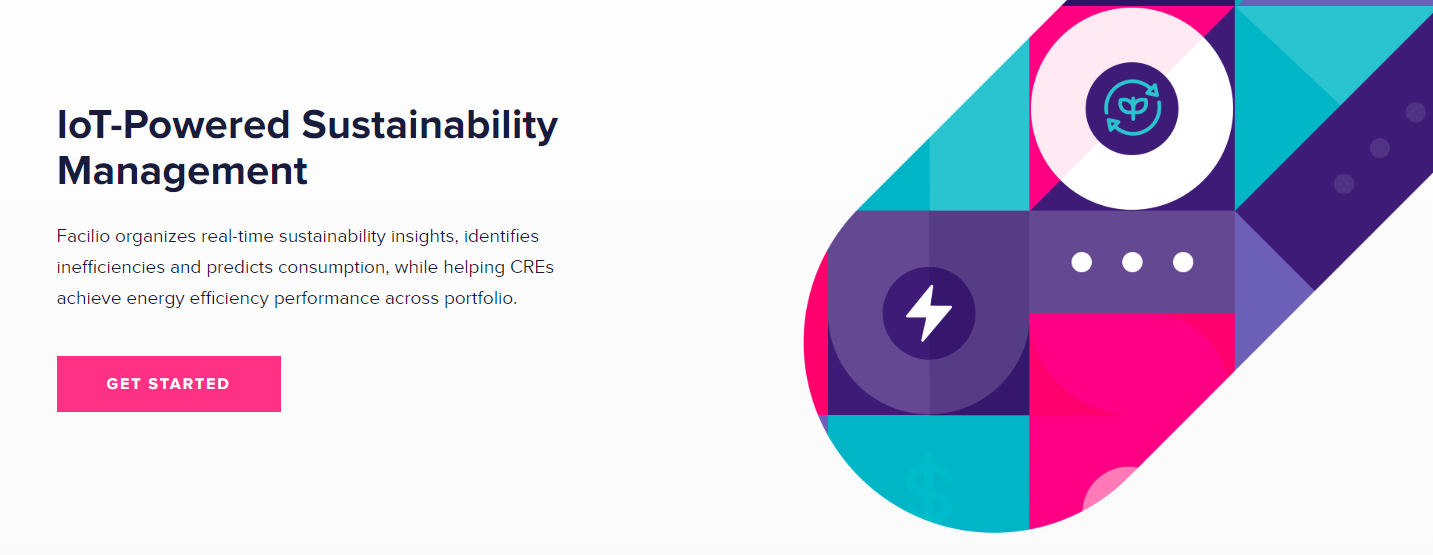 IoT-Powered Sustainability
Management
Facilio organizes real-time sustainability insights, identifies
inefficiencies and predicts consumption, while helping CREs
achieve energy efficiency performance across portfolio.
GET STARTED
$